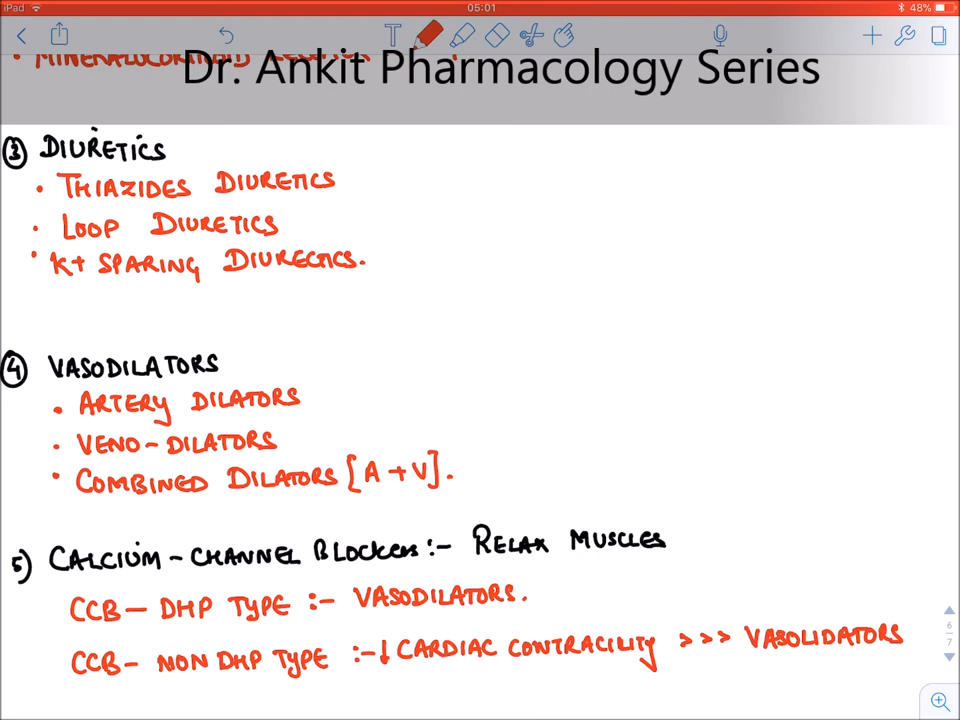 iPad 05:01 48%
Dr. Ankit Pharmacology Series
③ DIURETICS
• THIAZIDES DIURETICS
• LOOP DIURETICS
• K+ SPARING DIURECTICS.
④ VASODILATORS
• ARTERY DILATORS
• VENO-DILATORS
• COMBINED DILATORS [A+V].
5) CALCIUM-CHANNEL BLOCKERS:- RELAX MUSCLES
CCB- DHP TYPE :- VASODILATORS.
CCB- NON DHP TYPE :-↓ CARDIAC CONTRACILITY >>> VASOLIDATORS
6
7